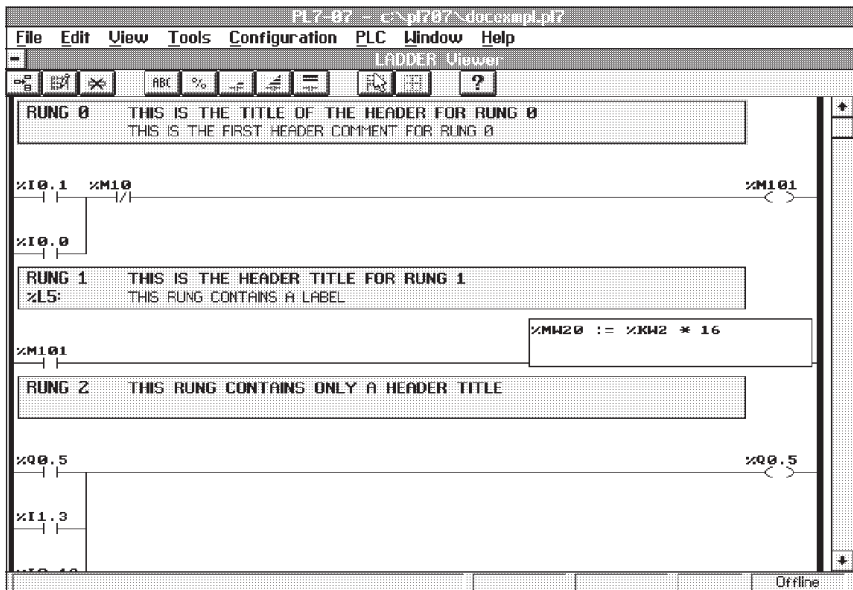 PL7-07 - c:\pl707\docexmpl.pl7
File Edit View Tools Configuration PLC Window Help
LADDER Viewer
ABC % ?
RUNG 0 THIS IS THE TITLE OF THE HEADER FOR RUNG 0
THIS IS THE FIRST HEADER COMMENT FOR RUNG 0
%I0.1 %M10 %M101
%I0.0
RUNG 1 THIS IS THE HEADER TITLE FOR RUNG 1
%L5: THIS RUNG CONTAINS A LABEL
%MW20 := %KW2 * 16
%M101
RUNG 2 THIS RUNG CONTAINS ONLY A HEADER TITLE
%Q0.5 %Q0.5
%I1.3
Offline